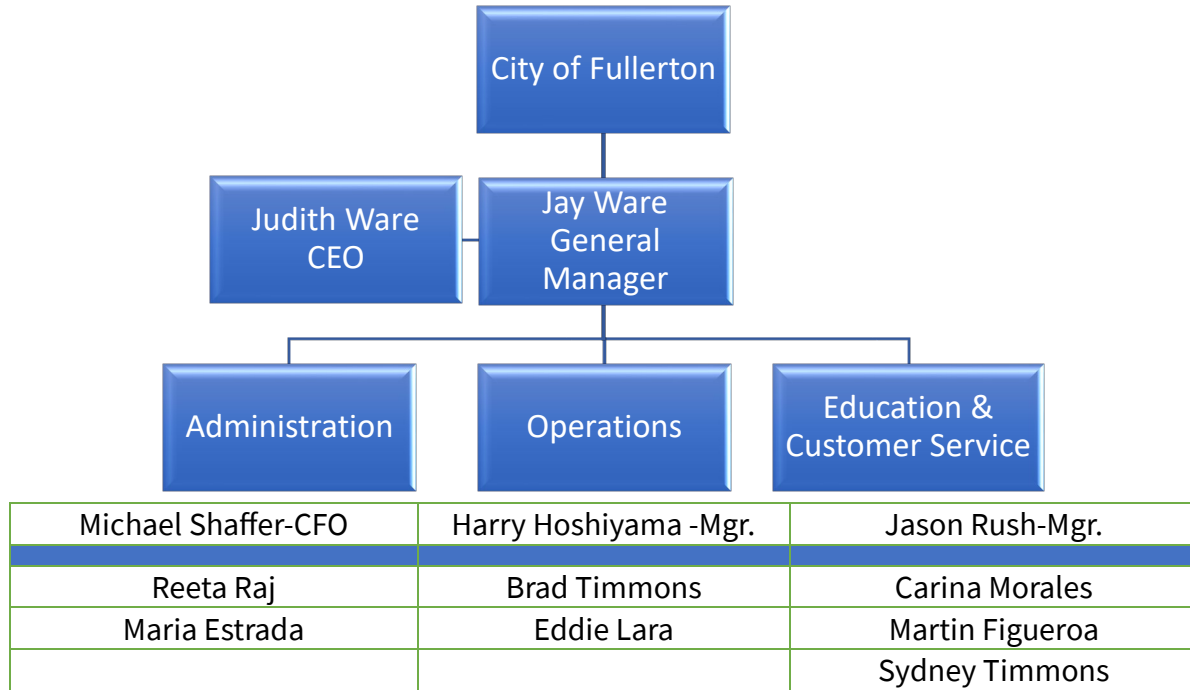 City of Fullerton
Judith Ware
CEO
Jay Ware
General
Manager
Administration
Operations
Education &
Customer Service
Michael Shaffer-CFO
Harry Hoshiyama -Mgr.
Jason Rush-Mgr.
Reeta Raj
Brad Timmons
Carina Morales
Maria Estrada
Eddie Lara
Martin Figueroa
Sydney Timmons